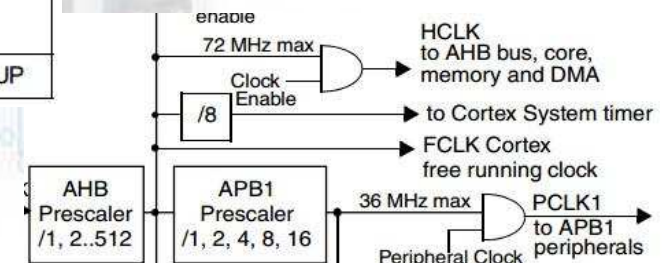 enable
72 MHz max
HCLK
to AHB bus, core,
memory and DMA
Clock
Enable
UP
/8
to Cortex System timer
FCLK Cortex
free running clock
AHB
Prescaler
/1, 2..512
APB1
Prescaler
/1, 2, 4, 8, 16
36 MHz max
PCLK1
to APB1
peripherals
Peripheral Clock